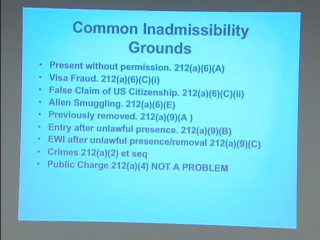 Common Inadmissibility
Grounds
• Present without permission. 212(a)(6)(A)
• Visa Fraud. 212(a)(6)(C)(i)
• False Claim of US Citizenship. 212(a)(6)(C)(ii)
• Alien Smuggling. 212(a)(6)(E)
• Previously removed. 212(a)(9)(A )
• Entry after unlawful presence. 212(a)(9)(B)
• EWI after unlawful presence/removal 212(a)(9)(C)
• Crimes 212(a)(2) et seq
• Public Charge 212(a)(4) NOT A PROBLEM